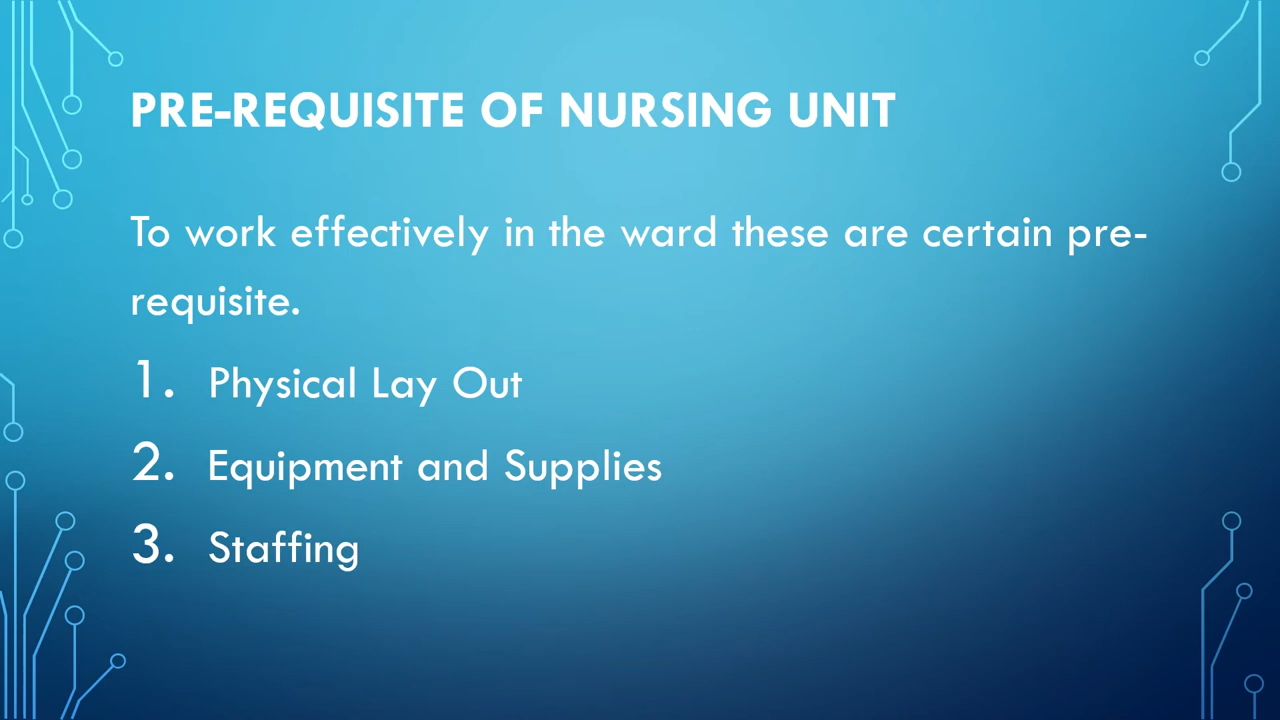 PRE-REQUISITE OF NURSING UNIT
To work effectively in the ward these are certain pre-
requisite.
1. Physical Lay Out
2. Equipment and Supplies
3. Staffing